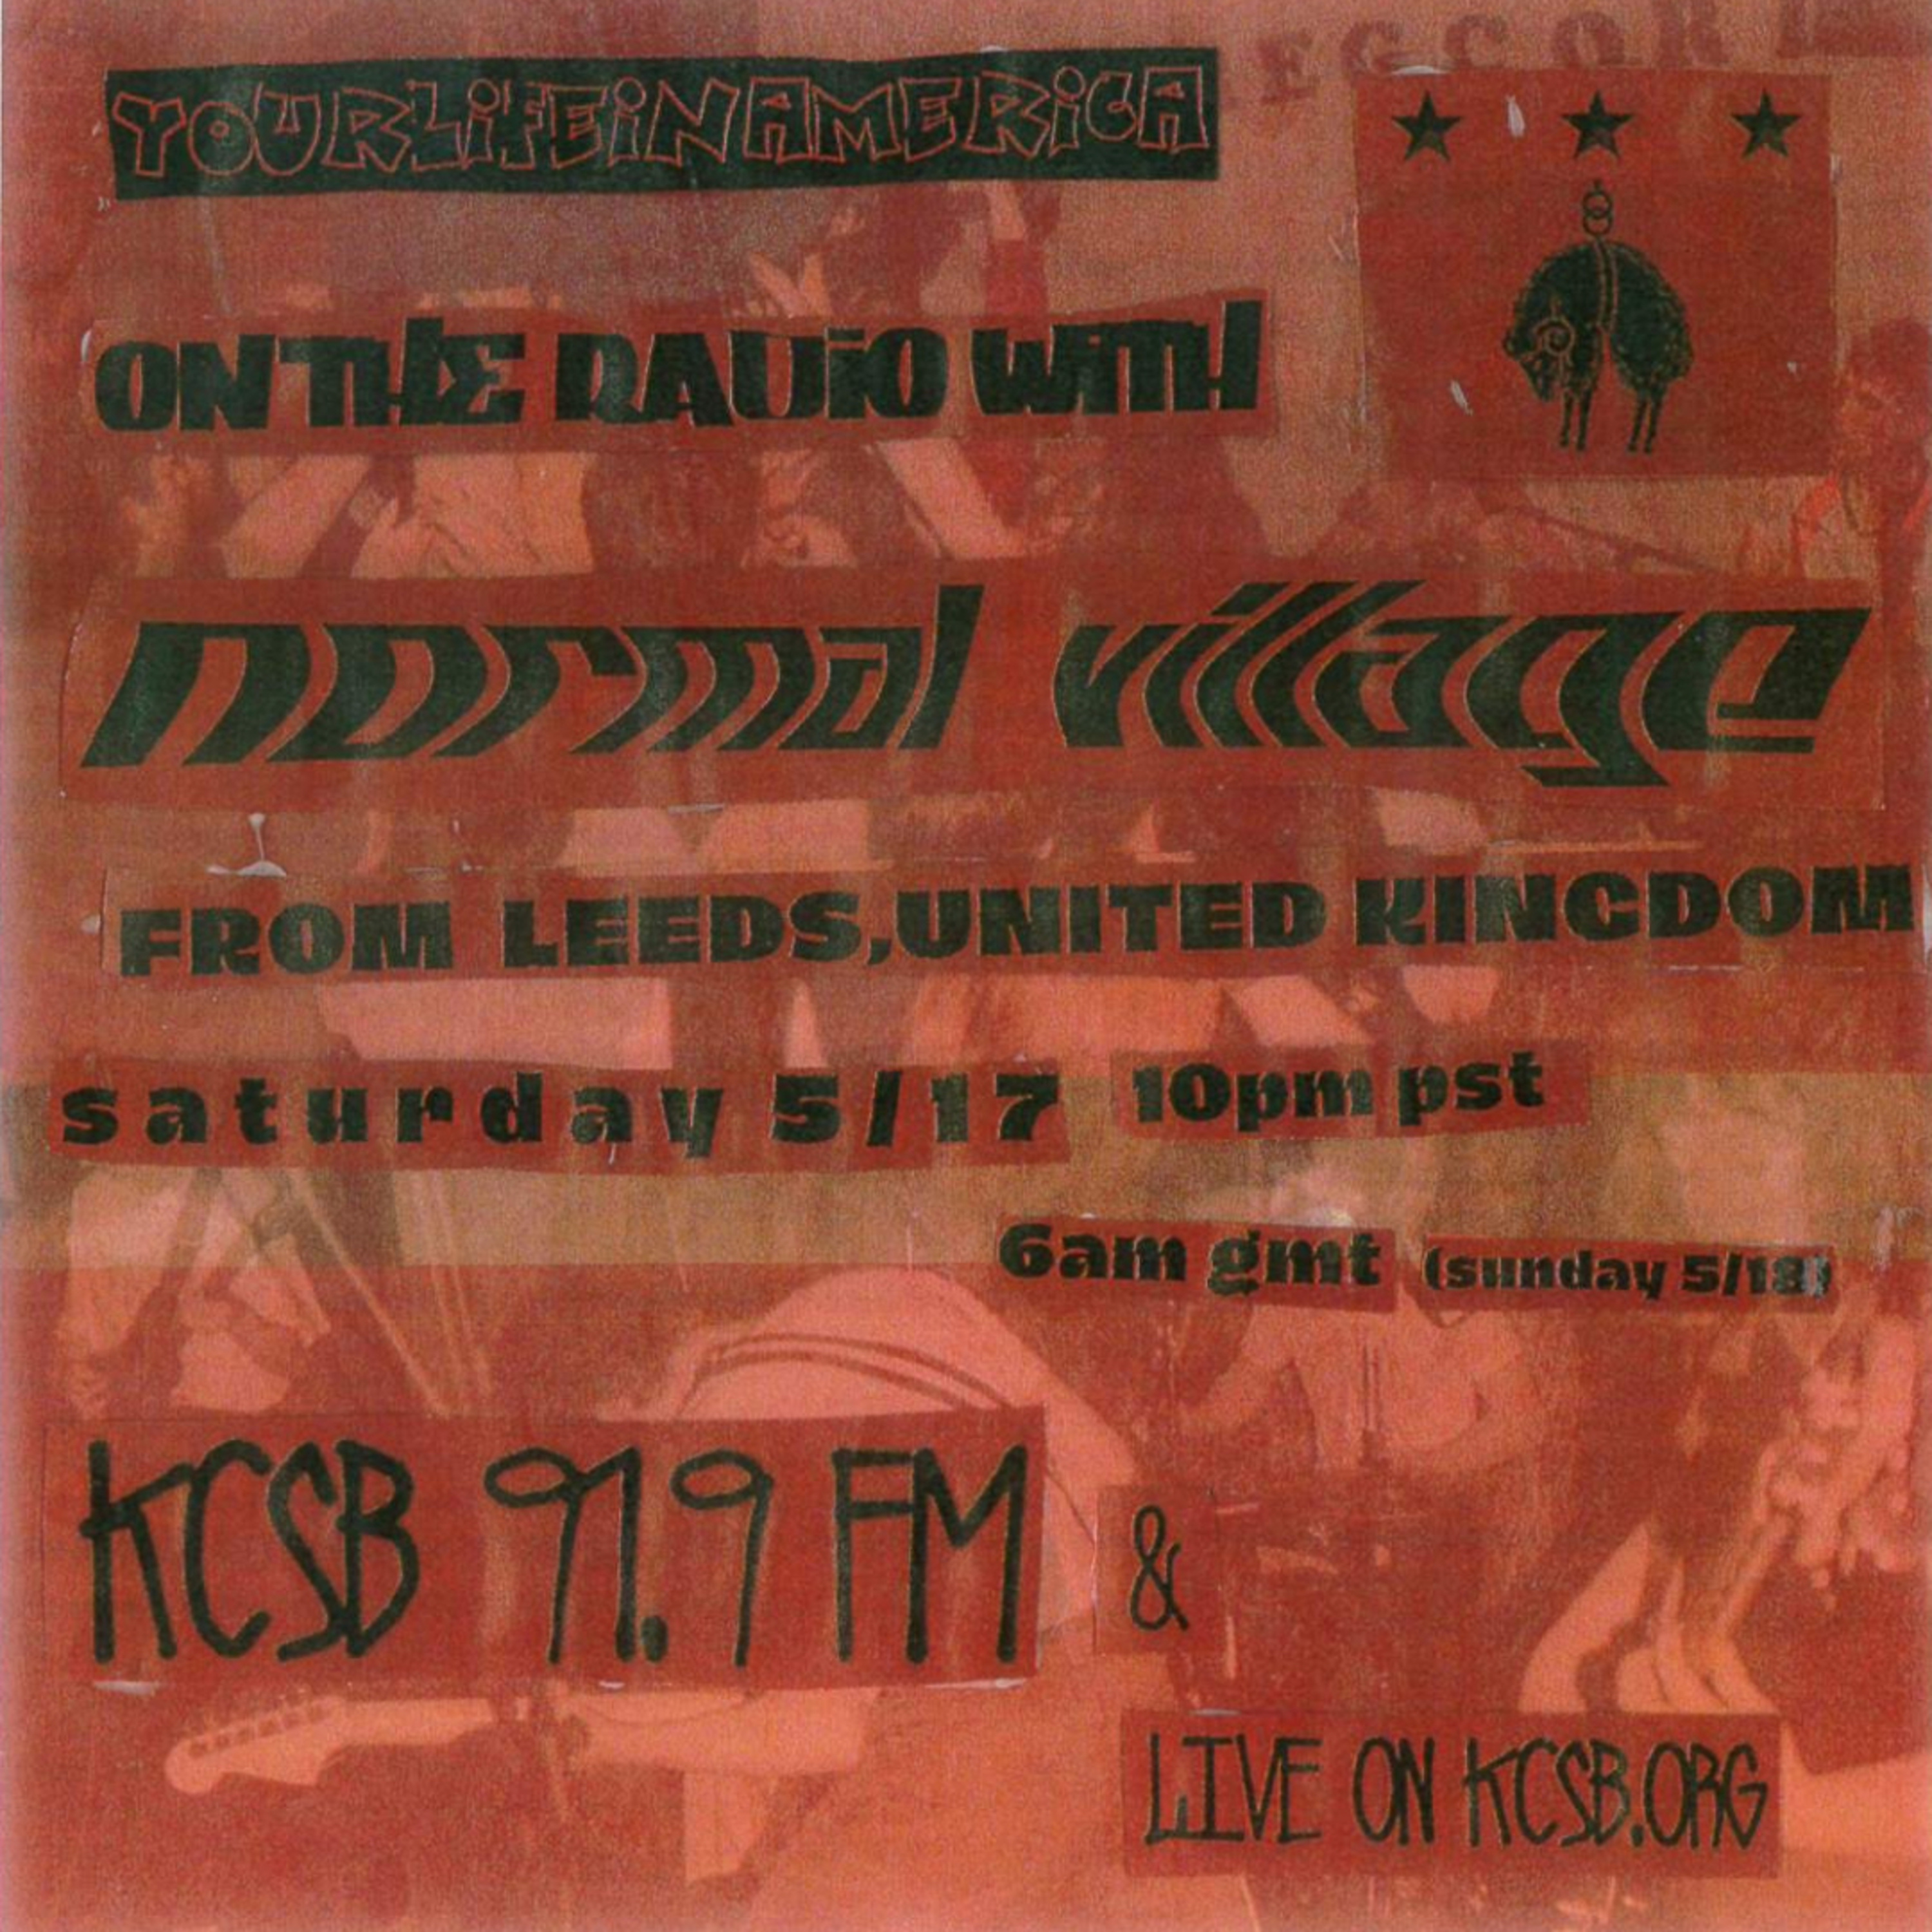 YOURLiFEiNAMERiCA
ON THE RADiO WiTH
normal village
FROM LEEDS,UNITED KINGDOM
saturday 5/17 10pm pst
6am gmt (sunday 5/18)
KCSB 91.9 FM &
LIVE ON KCSB.ORG